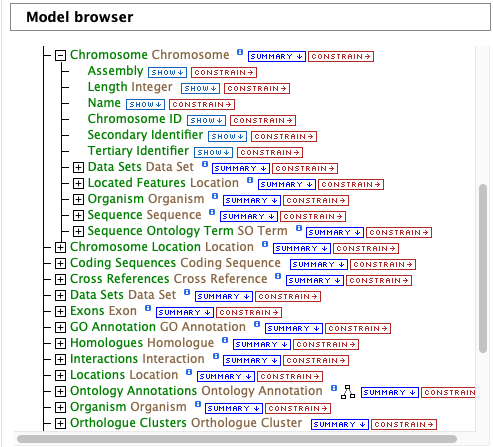 Model browser
Chromosome Chromosome i SUMMARY ↓ CONSTRAIN →
Assembly SHOW ↓ CONSTRAIN →
Length Integer SHOW ↓ CONSTRAIN →
Name SHOW ↓ CONSTRAIN →
Chromosome ID SHOW ↓ CONSTRAIN →
Secondary Identifier SHOW ↓ CONSTRAIN →
Tertiary Identifier SHOW ↓ CONSTRAIN →
Data Sets Data Set i SUMMARY ↓ CONSTRAIN →
Located Features Location i SUMMARY ↓ CONSTRAIN →
Organism Organism i SUMMARY ↓ CONSTRAIN →
Sequence Sequence i SUMMARY ↓ CONSTRAIN →
Sequence Ontology Term SO Term i SUMMARY ↓ CONSTRAIN →
Chromosome Location Location i SUMMARY ↓ CONSTRAIN →
Coding Sequences Coding Sequence SUMMARY ↓ CONSTRAIN →
Cross References Cross Reference i SUMMARY ↓ CONSTRAIN →
Data Sets Data Set i SUMMARY ↓ CONSTRAIN →
Exons Exon i SUMMARY ↓ CONSTRAIN →
GO Annotation GO Annotation i SUMMARY ↓ CONSTRAIN →
Homologues Homologue i SUMMARY ↓ CONSTRAIN →
Interactions Interaction i SUMMARY ↓ CONSTRAIN →
Locations Location i SUMMARY ↓ CONSTRAIN →
Ontology Annotations Ontology Annotation i SUMMARY ↓ CONSTRAIN
Organism Organism i SUMMARY ↓ CONSTRAIN →
Orthologue Clusters Orthologue Cluster SUMMARY ↓ CONSTRAIN →